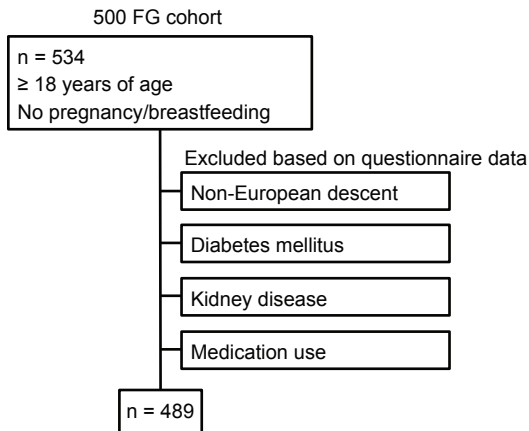 500 FG cohort
n = 534
≥ 18 years of age
No pregnancy/breastfeeding
Excluded based on questionnaire data
Non-European descent
Diabetes mellitus
Kidney disease
Medication use
n = 489